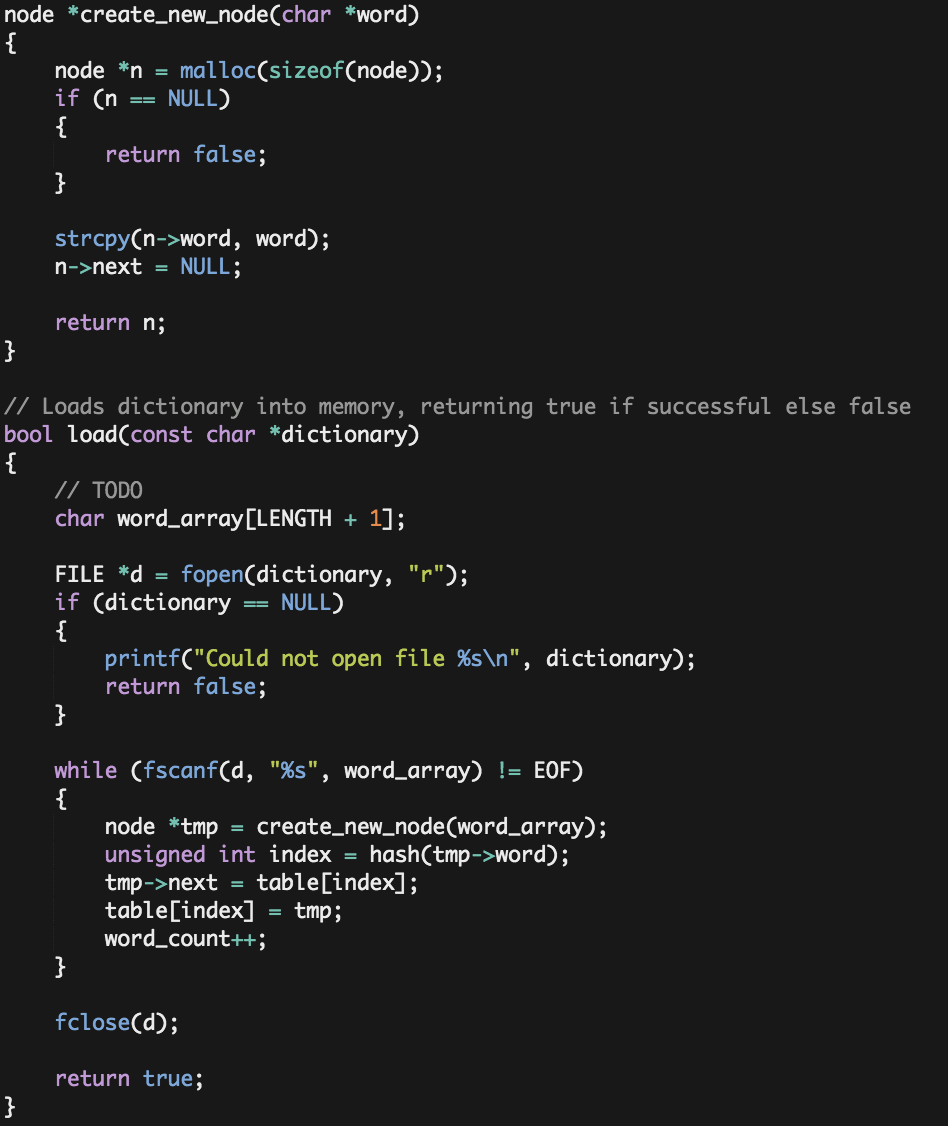 node *create_new_node(char *word)
{
    node *n = malloc(sizeof(node));
    if (n == NULL)
    {
        return false;
    }

    strcpy(n->word, word);
    n->next = NULL;

    return n;
}

// Loads dictionary into memory, returning true if successful else false
bool load(const char *dictionary)
{
    // TODO
    char word_array[LENGTH + 1];

    FILE *d = fopen(dictionary, "r");
    if (dictionary == NULL)
    {
        printf("Could not open file %s\n", dictionary);
        return false;
    }

    while (fscanf(d, "%s", word_array) != EOF)
    {
        node *tmp = create_new_node(word_array);
        unsigned int index = hash(tmp->word);
        tmp->next = table[index];
        table[index] = tmp;
        word_count++;
    }

    fclose(d);

    return true;
}